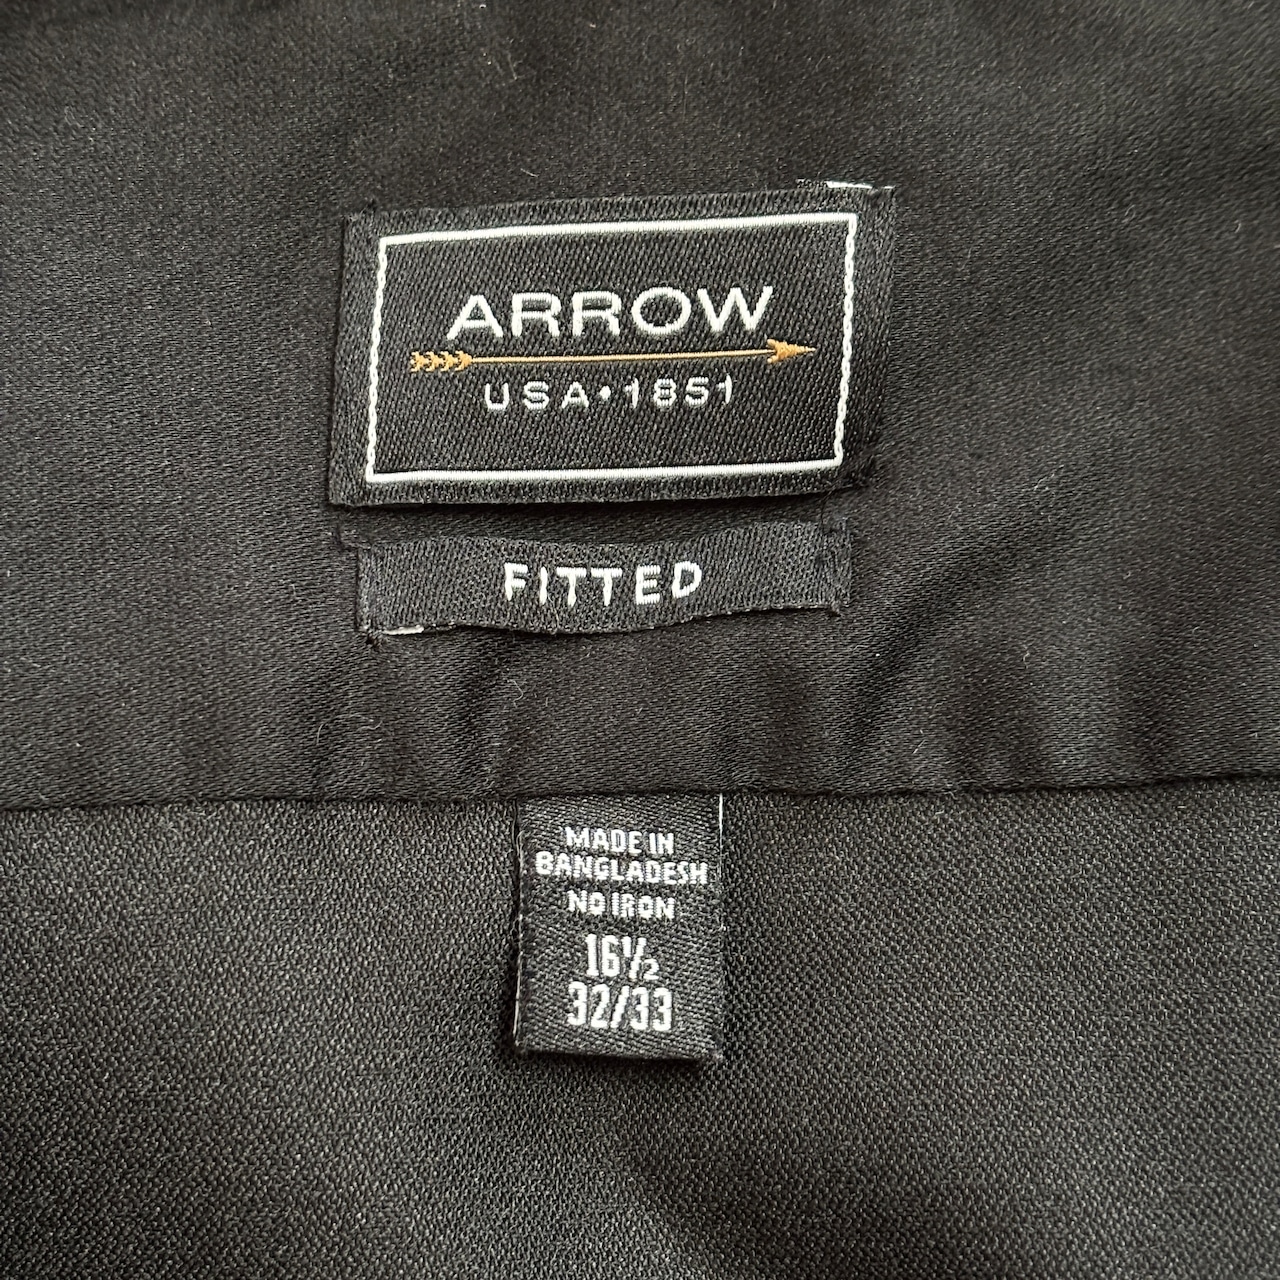 ARROW
USA•1851
FITTED
MADE IN
BANGLADESH
NO IRON
16½
32/33